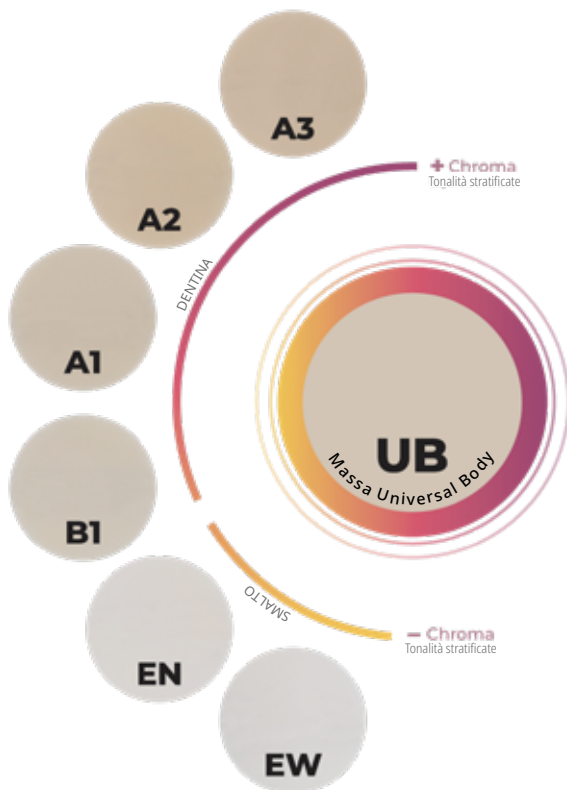 A3
A2
+ Chroma
Tonalità stratificate
DENTINA
A1
UB
Massa Universal Body
B1
SMALTO
− Chroma
Tonalità stratificate
EN
EW